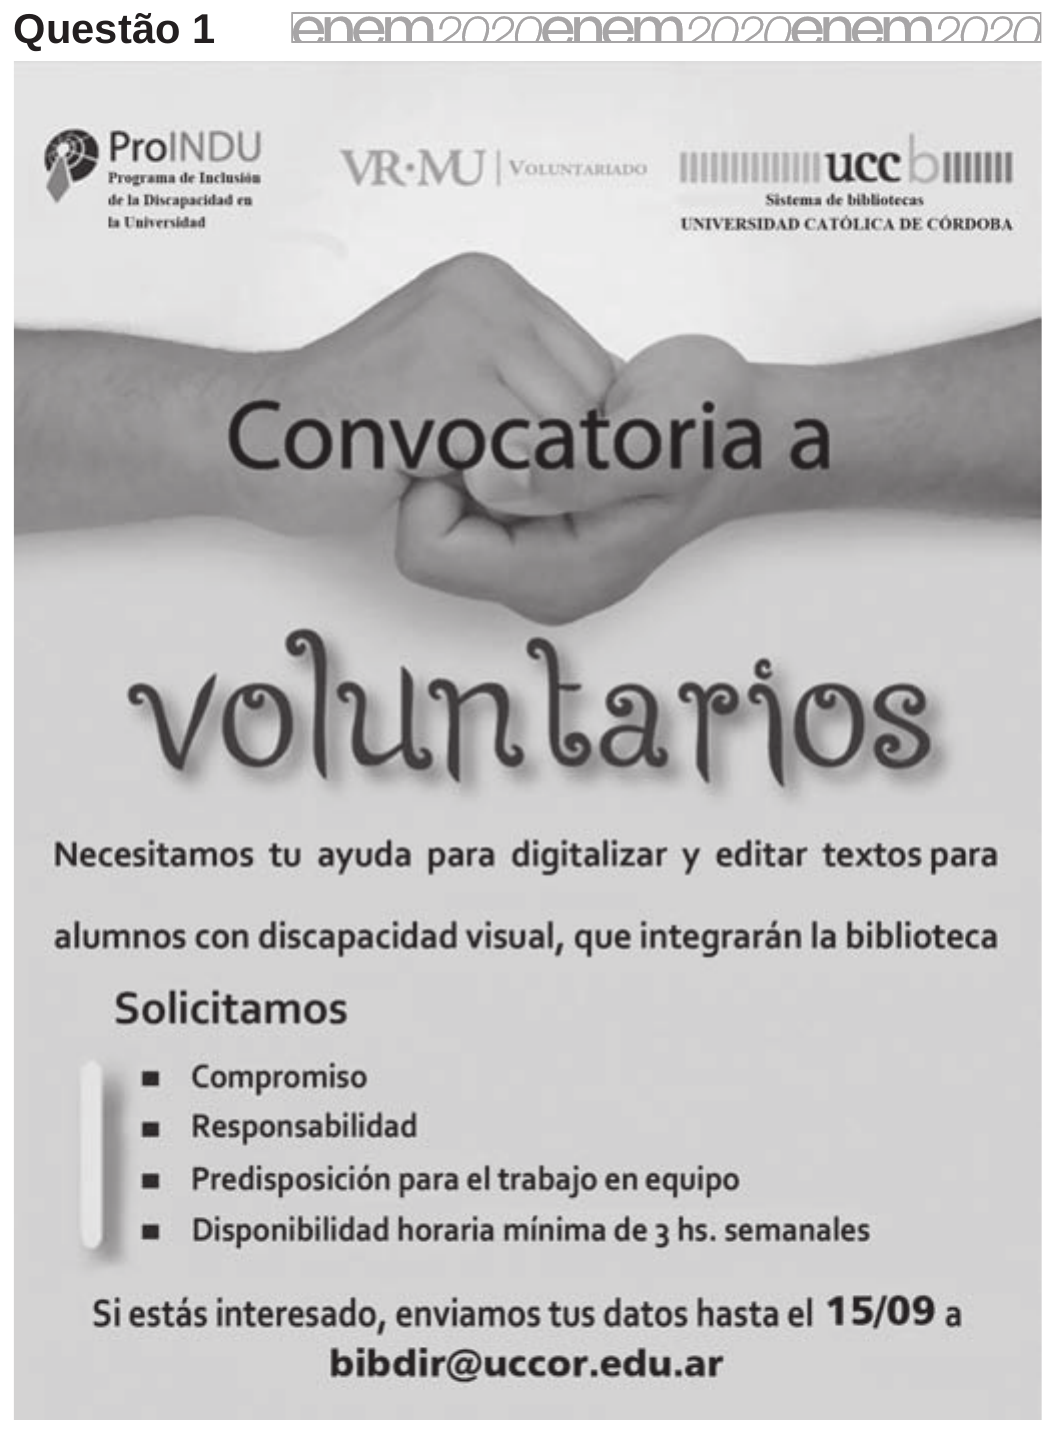 Questão 1
enem2020enem2020enem2020
ProINDU
Programa de Inclusión
de la Discapacidad en
la Universidad
VR·MU | VOLUNTARIADO
uccb
Sistema de bibliotecas
UNIVERSIDAD CATÓLICA DE CÓRDOBA
Convocatoria a
voluntarios
Necesitamos tu ayuda para digitalizar y editar textos para
alumnos con discapacidad visual, que integrarán la biblioteca
Solicitamos
▪ Compromiso
▪ Responsabilidad
▪ Predisposición para el trabajo en equipo
▪ Disponibilidad horaria mínima de 3 hs. semanales
Si estás interesado, enviamos tus datos hasta el 15/09 a
bibdir@uccor.edu.ar